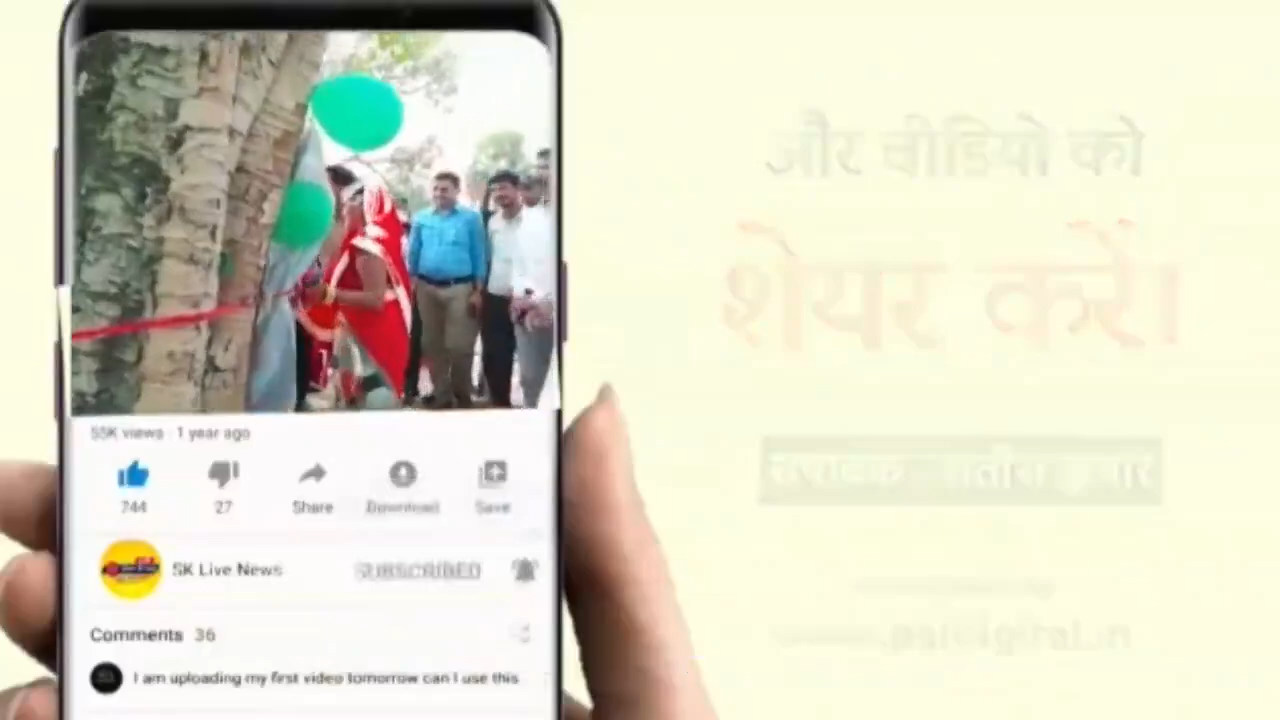 55K views · 1 year ago
744
27
Share
Download
Save
SK Live News
SUBSCRIBED
Comments 36
I am uploading my first video tomorrow can I use this
और वीडियो को
शेयर करें।